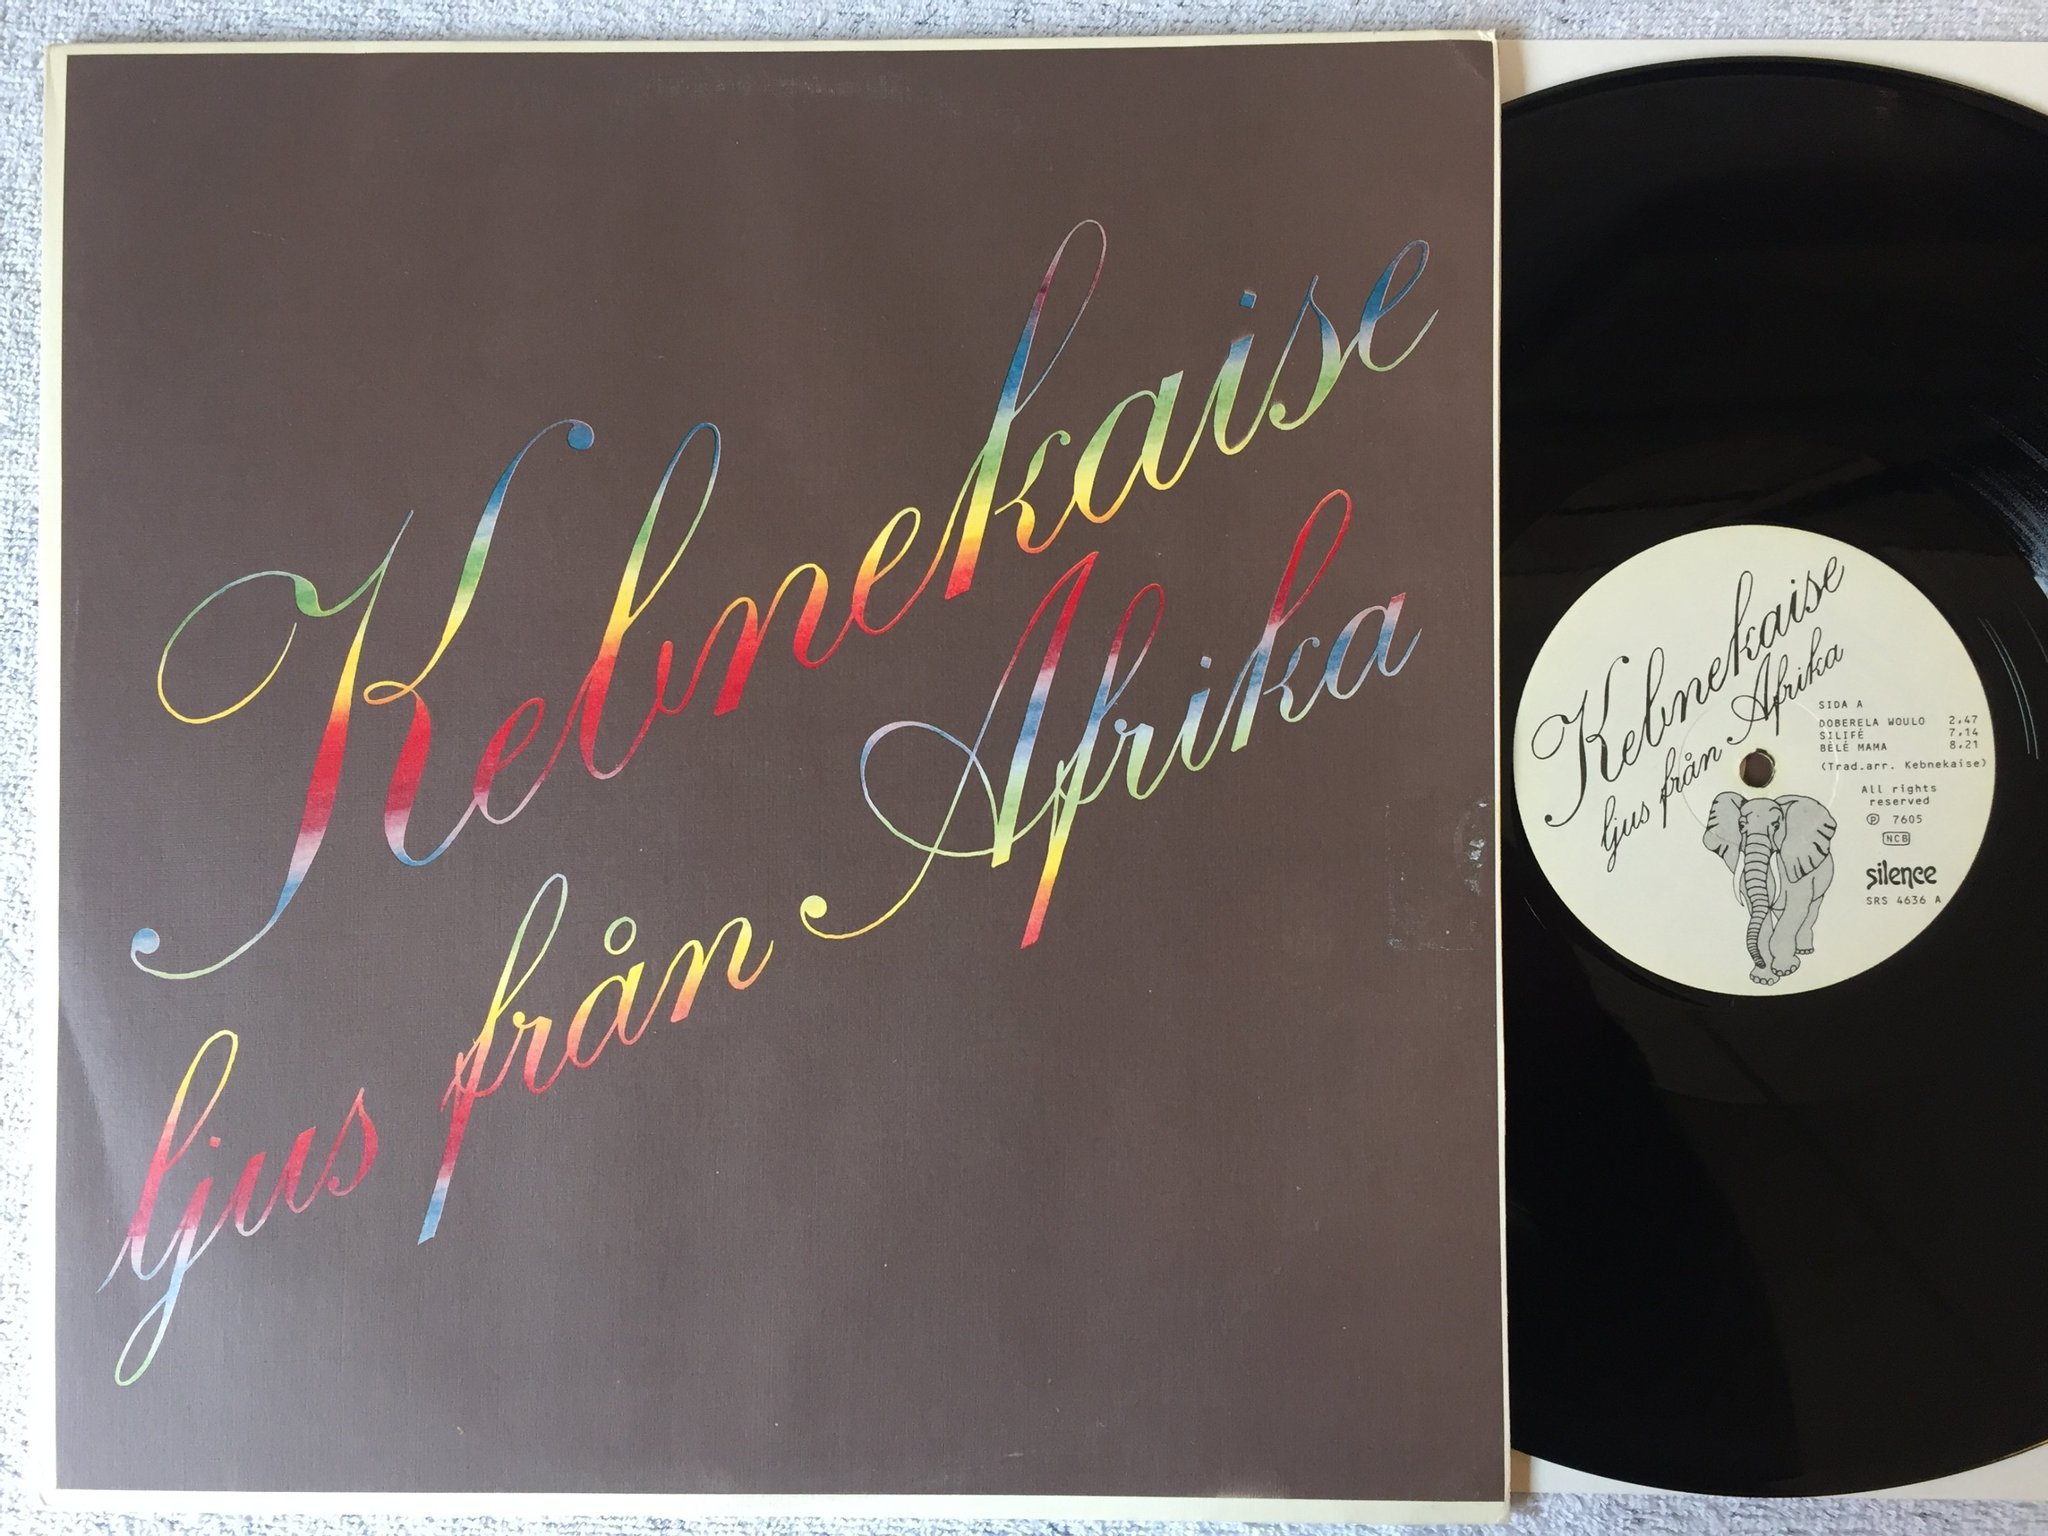 Kebnekaise
ljus från Afrika
Kebnekaise
ljus från Afrika
SIDA A
DOBERELA WOULO 2.47
SILIFÉ 7.14
BÈLÈ MAMA 8.21
(Trad.arr. Kebnekaise)
All rights
reserved
Ⓟ 7605
NCB
silence
SRS 4636 A